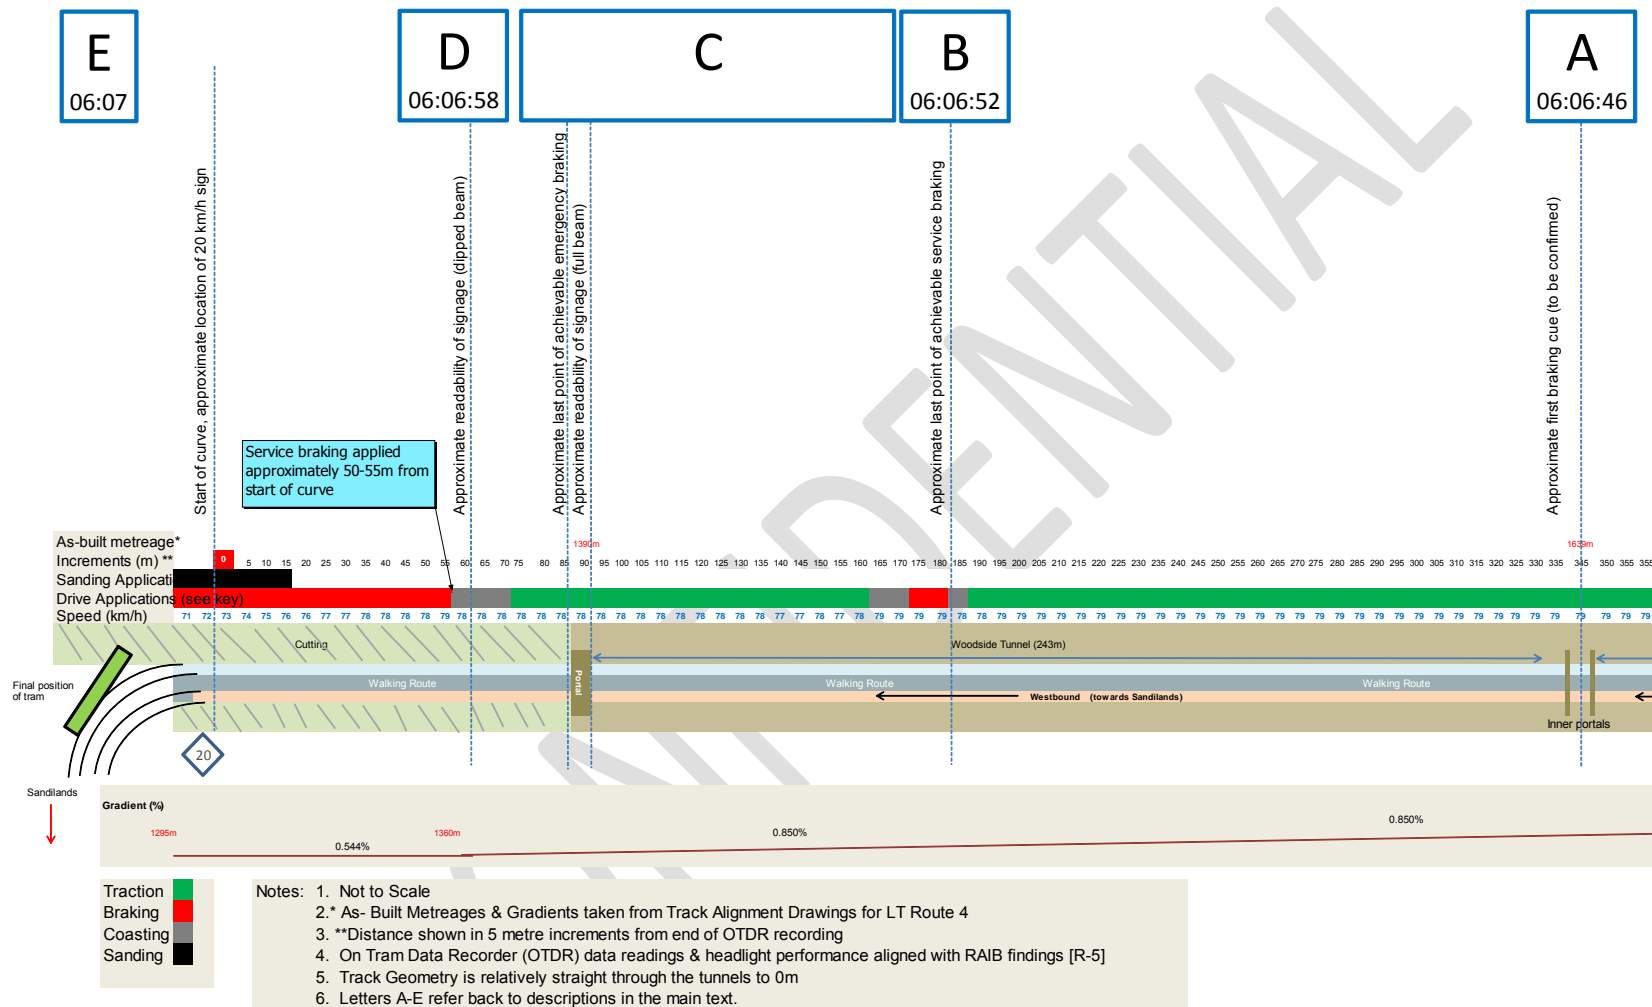 E
06:07
D
06:06:58
C
B
06:06:52
A
06:06:46
Start of curve, approximate location of 20 km/h sign
Approximate readability of signage (dipped beam)
Approximate last point of achievable emergency braking
Approximate readability of signage (full beam)
Approximate last point of achievable service braking
Approximate first braking cue (to be confirmed)
Service braking applied
approximately 50-55m from
start of curve
As-built metreage*
1390m 1639m
Increments (m) **
0 5 10 15 20 25 30 35 40 45 50 55 60 65 70 75 80 85 90 95 100 105 110 115 120 125 130 135 140 145 150 155 160 165 170 175 180 185 190 195 200 205 210 215 220 225 230 235 240 245 250 255 260 265 270 275 280 285 290 295 300 305 310 315 320 325 330 335 345 350 355 355
Sanding Applicati
Drive Applications (see key)
Speed (km/h)
71 72 73 74 75 76 76 77 77 78 78 78 78 79 78 78 78 78 78 78 78 78 78 78 78 78 78 78 78 78 77 77 78 77 78 79 79 78 79 78 78 79 79 79 79 79 79 79 79 79 79 79 79 79 79 79 79 79 79 79 79 79 79 79 79 79 79 79 79 79 79 79 79
Cutting
Woodside Tunnel (243m)
Portal
Final position
of tram
Walking Route
Walking Route
Walking Route
Westbound (towards Sandilands)
Inner portals
20
Sandilands
Gradient (%)
1295m
0.544%
1360m
0.850%
0.850%
Traction
Braking
Coasting
Sanding
Notes: 1. Not to Scale
2.* As- Built Metreages & Gradients taken from Track Alignment Drawings for LT Route 4
3. **Distance shown in 5 metre increments from end of OTDR recording
4. On Tram Data Recorder (OTDR) data readings & headlight performance aligned with RAIB findings [R-5]
5. Track Geometry is relatively straight through the tunnels to 0m
6. Letters A-E refer back to descriptions in the main text.